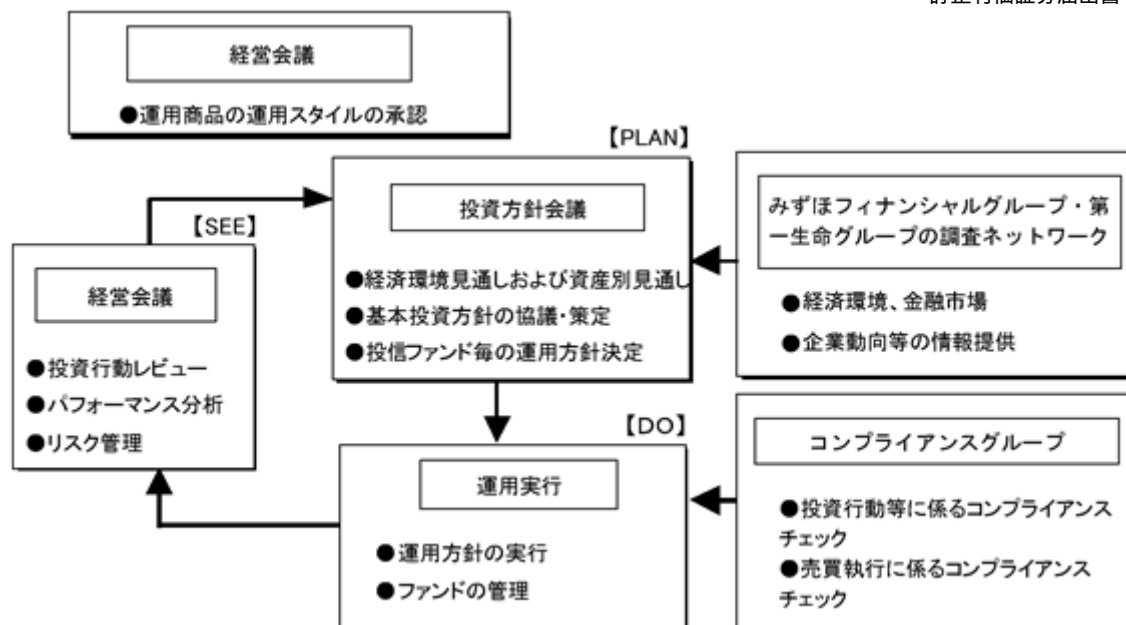 経営会議
●運用商品の運用スタイルの承認
【PLAN】
投資方針会議
●経済環境見通しおよび資産別見通し
●基本投資方針の協議・策定
●投信ファンド毎の運用方針決定
みずほフィナンシャルグループ・第
一生命グループの調査ネットワーク
●経済環境、金融市場
●企業動向等の情報提供
【SEE】
経営会議
●投資行動レビュー
●パフォーマンス分析
●リスク管理
【DO】
運用実行
●運用方針の実行
●ファンドの管理
コンプライアンスグループ
●投資行動等に係るコンプライアンス
チェック
●売買執行に係るコンプライアンス
チェック